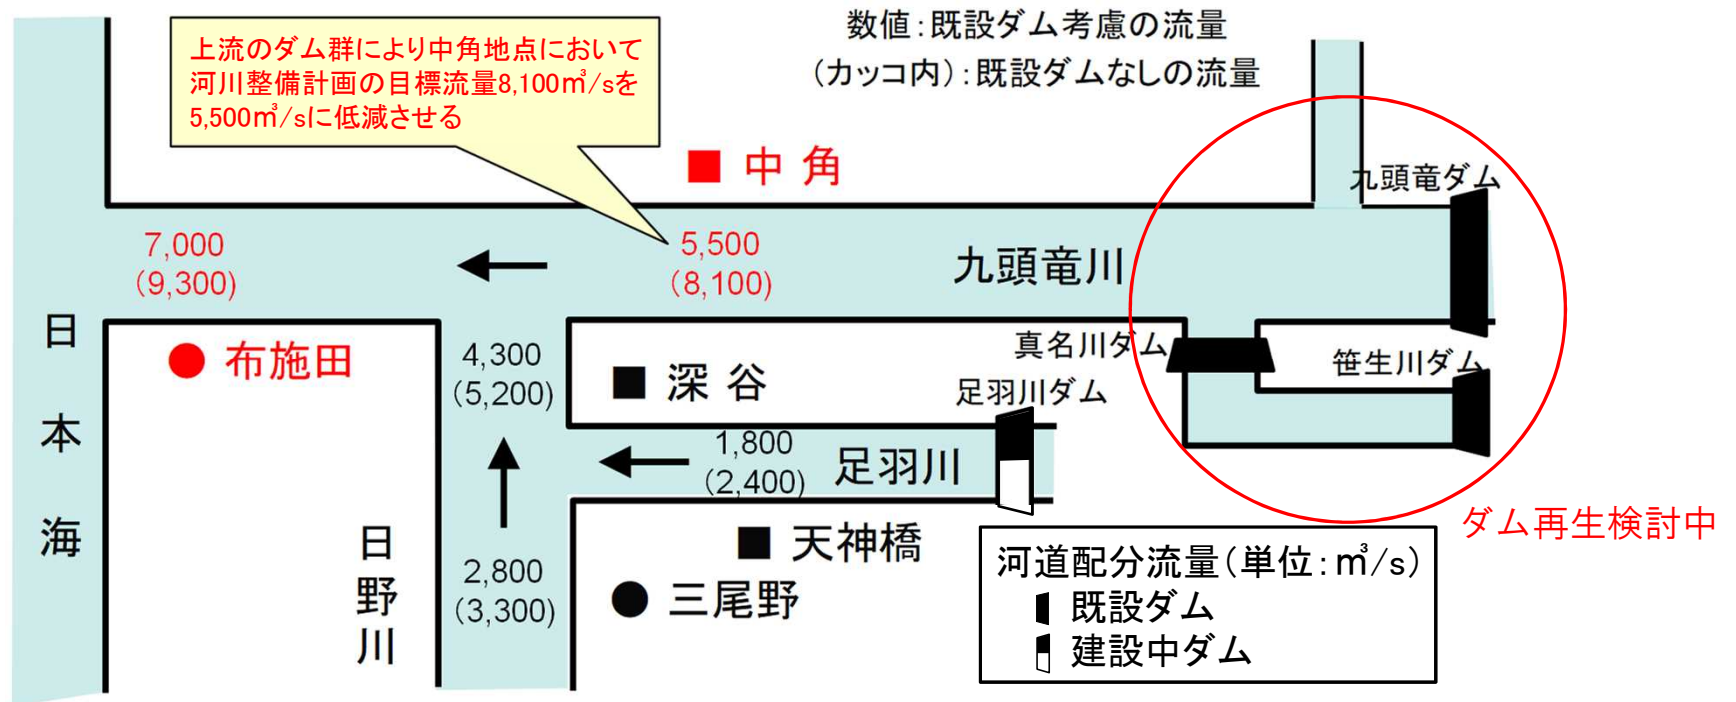 上流のダム群により中角地点において
河川整備計画の目標流量8,100㎥/sを
5,500㎥/sに低減させる
数値：既設ダム考慮の流量
（カッコ内）：既設ダムなしの流量
■ 中 角
九頭竜ダム
7,000
(9,300)
5,500
(8,100)
九頭竜川
日本海
● 布施田
4,300
(5,200)
■ 深 谷
真名川ダム
笹生川ダム
足羽川ダム
1,800
(2,400)
足羽川
日野川
2,800
(3,300)
■ 天神橋
● 三尾野
ダム再生検討中
河道配分流量（単位：㎥/s）
既設ダム
建設中ダム